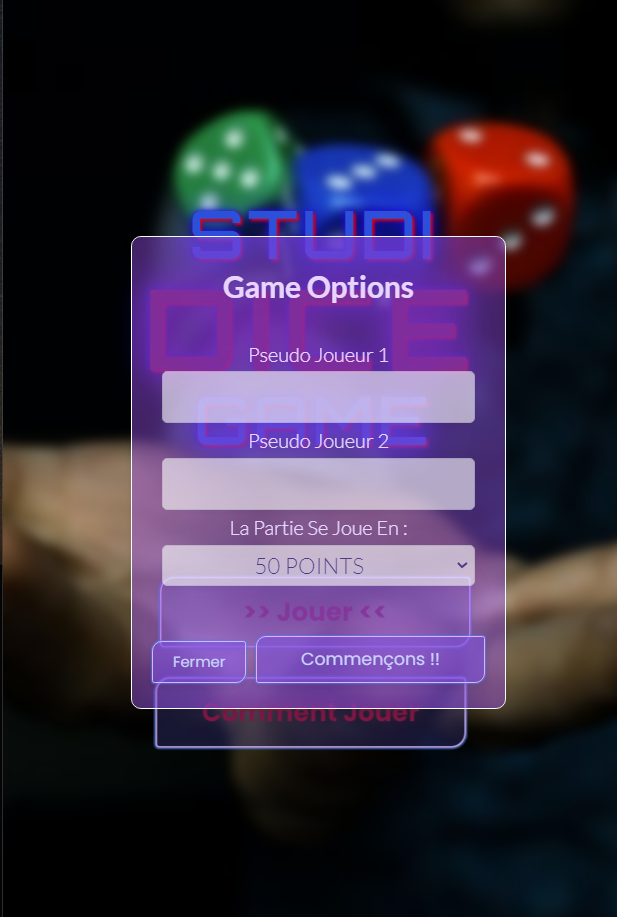 STUDI
Game Options
DICE
Pseudo Joueur 1
GAME
Pseudo Joueur 2
La Partie Se Joue En :
50 POINTS
>> Jouer <<
Fermer
Commençons !!
Comment Jouer